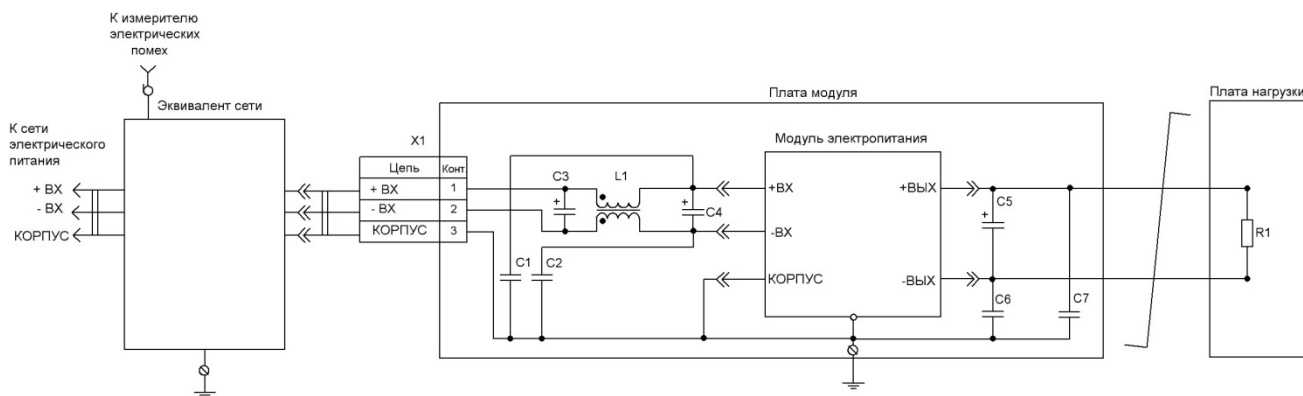 К измерителю
электрических
помех
Эквивалент сети
К сети
электрического
питания
+ ВХ
- ВХ
КОРПУС
X1
Цепь Конт.
+ ВХ 1
- ВХ 2
КОРПУС 3
Плата модуля
C3
+
L1
+
C4
C1
C2
Модуль электропитания
+ВХ
-ВХ
КОРПУС
+ВЫХ
-ВЫХ
C5
+
C6
C7
Плата нагрузки
R1